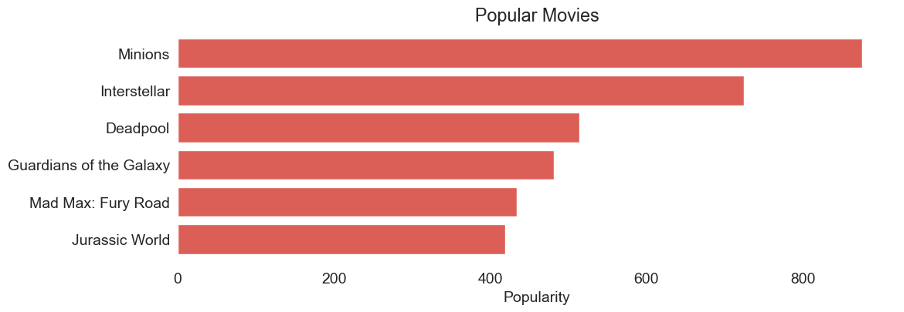 Popular Movies
Minions
Interstellar
Deadpool
Guardians of the Galaxy
Mad Max: Fury Road
Jurassic World
0 200 400 600 800
Popularity